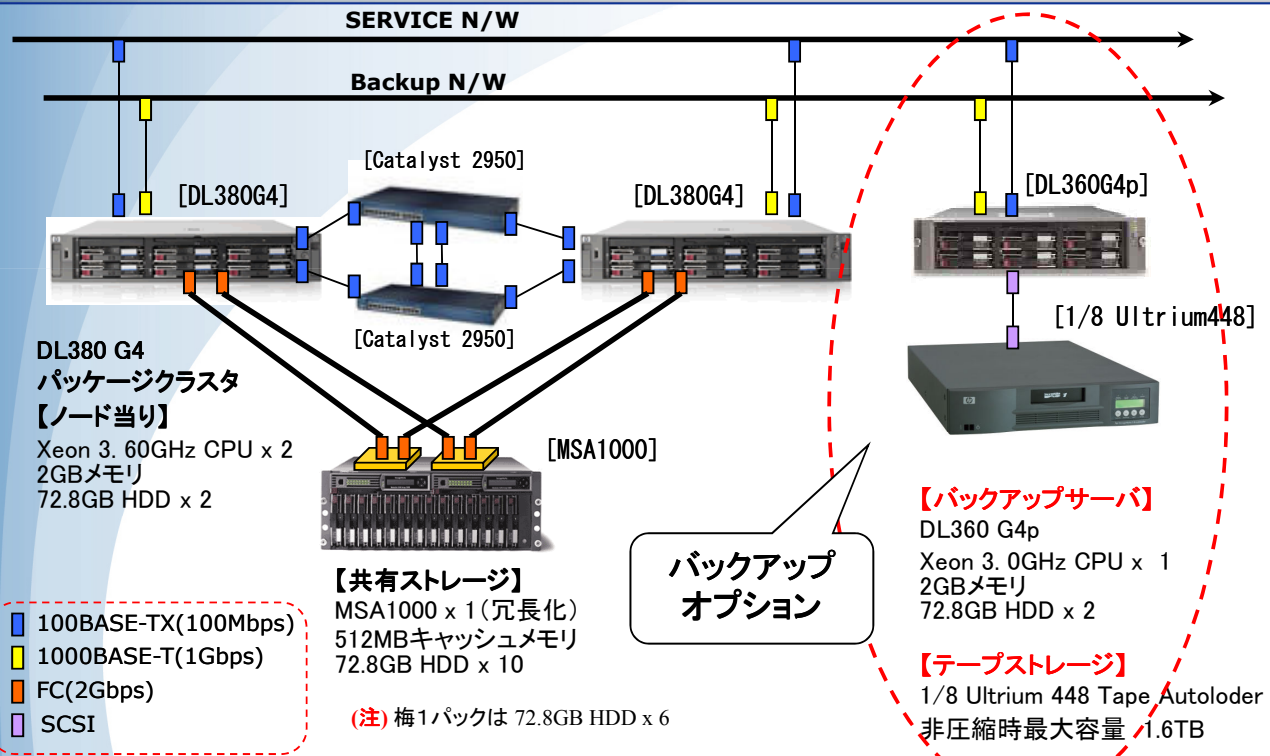 SERVICE N/W
Backup N/W
[Catalyst 2950]
[DL380G4]
[DL380G4]
[DL360G4p]
[Catalyst 2950]
[1/8 Ultrium448]
DL380 G4
パッケージクラスタ
【ノード当り】
Xeon 3. 60GHz CPU x 2
2GBメモリ
72.8GB HDD x 2
[MSA1000]
【共有ストレージ】
MSA1000 x 1(冗長化)
512MBキャッシュメモリ
72.8GB HDD x 10
(注) 梅1パックは 72.8GB HDD x 6
バックアップ
オプション
【バックアップサーバ】
DL360 G4p
Xeon 3. 0GHz CPU x 1
2GBメモリ
72.8GB HDD x 2
【テープストレージ】
1/8 Ultrium 448 Tape Autoloder
非圧縮時最大容量 1.6TB
100BASE-TX(100Mbps)
1000BASE-T(1Gbps)
FC(2Gbps)
SCSI